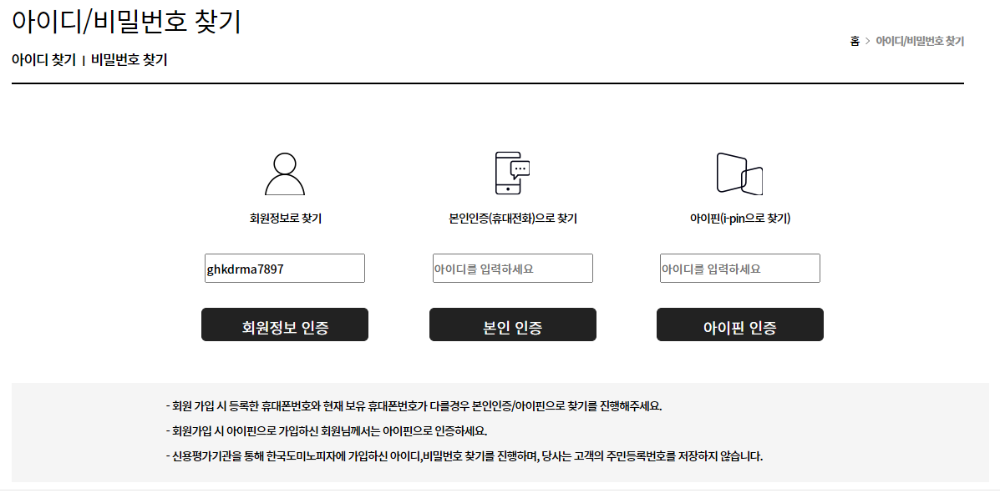 아이디/비밀번호 찾기
홈 > 아이디/비밀번호 찾기
아이디 찾기 | 비밀번호 찾기
회원정보로 찾기
본인인증(휴대전화)으로 찾기
아이핀(i-pin으로 찾기)
ghkdrma7897
아이디를 입력하세요
아이디를 입력하세요
회원정보 인증
본인 인증
아이핀 인증
- 회원 가입 시 등록한 휴대폰번호와 현재 보유 휴대폰번호가 다를경우 본인인증/아이핀으로 찾기를 진행해주세요.
- 회원가입 시 아이핀으로 가입하신 회원님께서는 아이핀으로 인증하세요.
- 신용평가기관을 통해 한국도미노피자에 가입하신 아이디,비밀번호 찾기를 진행하며, 당사는 고객의 주민등록번호를 저장하지 않습니다.